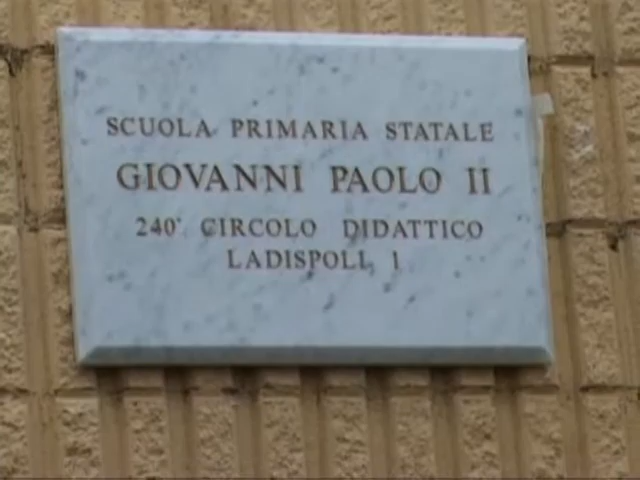 SCUOLA PRIMARIA STATALE
GIOVANNI PAOLO II
240° CIRCOLO DIDATTICO
LADISPOLI 1